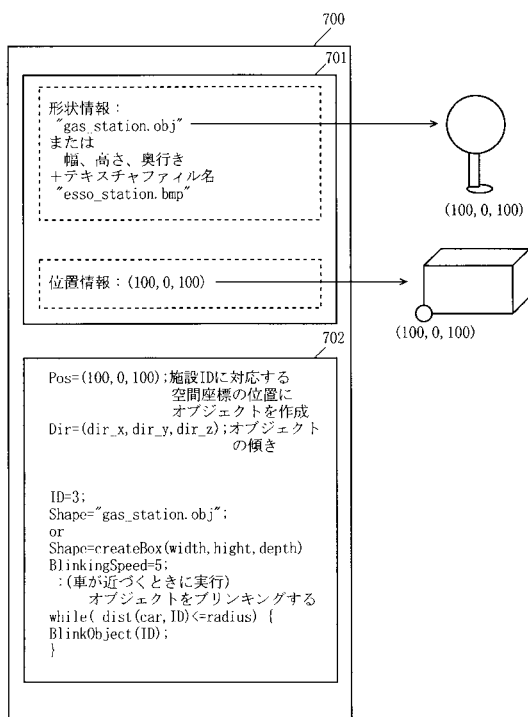 700
701
形状情報：
"gas_station.obj"
または
幅、高さ、奥行き
＋テキスチャファィル名
"esso_station.bmp"
(100, 0, 100)
位置情報：(100, 0, 100)
(100, 0, 100)
702
Pos=(100, 0, 100);施設IDに対応する
空間座標の位置に
オブジェクトを作成
Dir=(dir_x, dir_y, dir_z);オブジェクト
の傾き
ID=3;
Shape="gas_station.obj";
or
Shape=createBox(width, hight, depth)
BlinkingSpeed=5;
:(車が近づくときに実行)
オブジェクトをブリンキングする
while( dist(car, ID)<=radius) {
BlinkObject(ID);
}